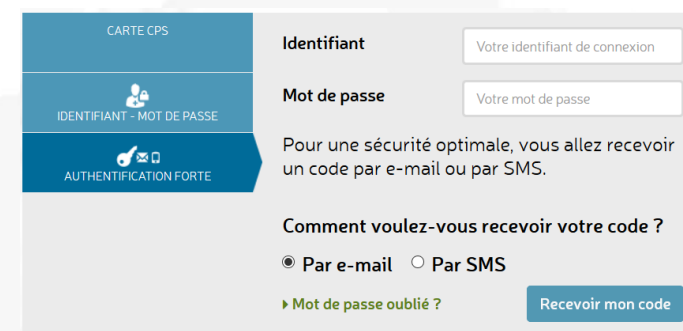 CARTE CPS
IDENTIFIANT - MOT DE PASSE
AUTHENTIFICATION FORTE
Identifiant
Votre identifiant de connexion
Mot de passe
Votre mot de passe
Pour une sécurité optimale, vous allez recevoir
un code par e-mail ou par SMS.
Comment voulez-vous recevoir votre code ?
Par e-mail Par SMS
Mot de passe oublié ?
Recevoir mon code